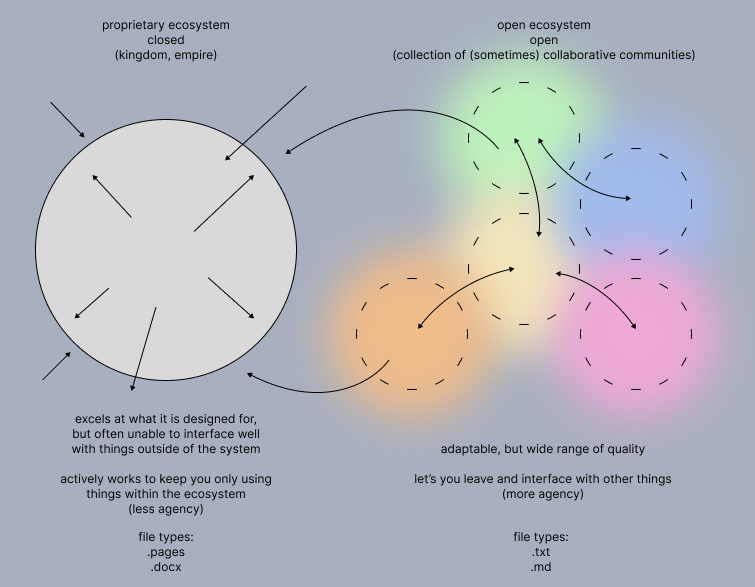 proprietary ecosystem
closed
(kingdom, empire)
open ecosystem
open
(collection of (sometimes) collaborative communities)
excels at what it is designed for,
but often unable to interface well
with things outside of the system
actively works to keep you only using
things within the ecosystem
(less agency)
file types:
.pages
.docx
adaptable, but wide range of quality
let's you leave and interface with other things
(more agency)
file types:
.txt
.md